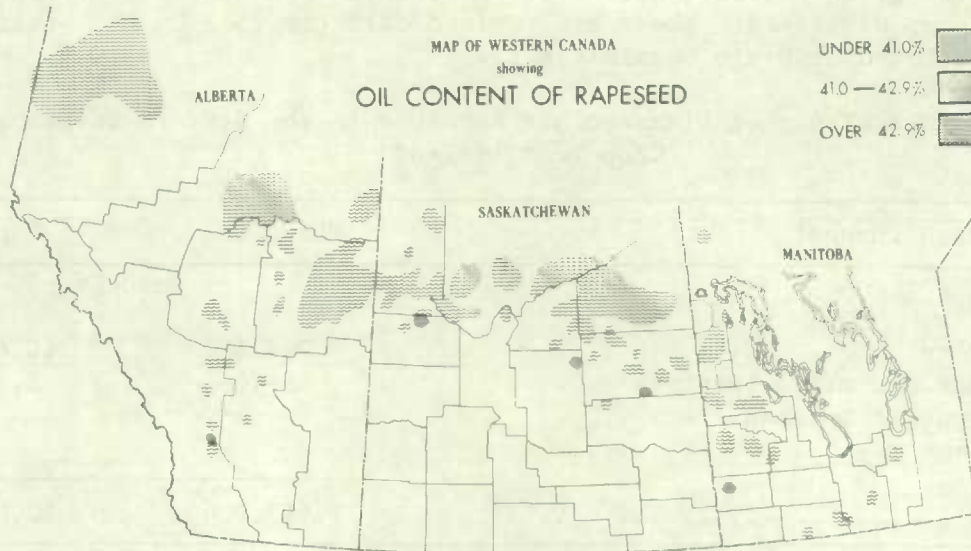 MAP OF WESTERN CANADA
showing
OIL CONTENT OF RAPESEED
UNDER 41.0%
41.0 — 42.9%
OVER 42.9%
ALBERTA
SASKATCHEWAN
MANITOBA